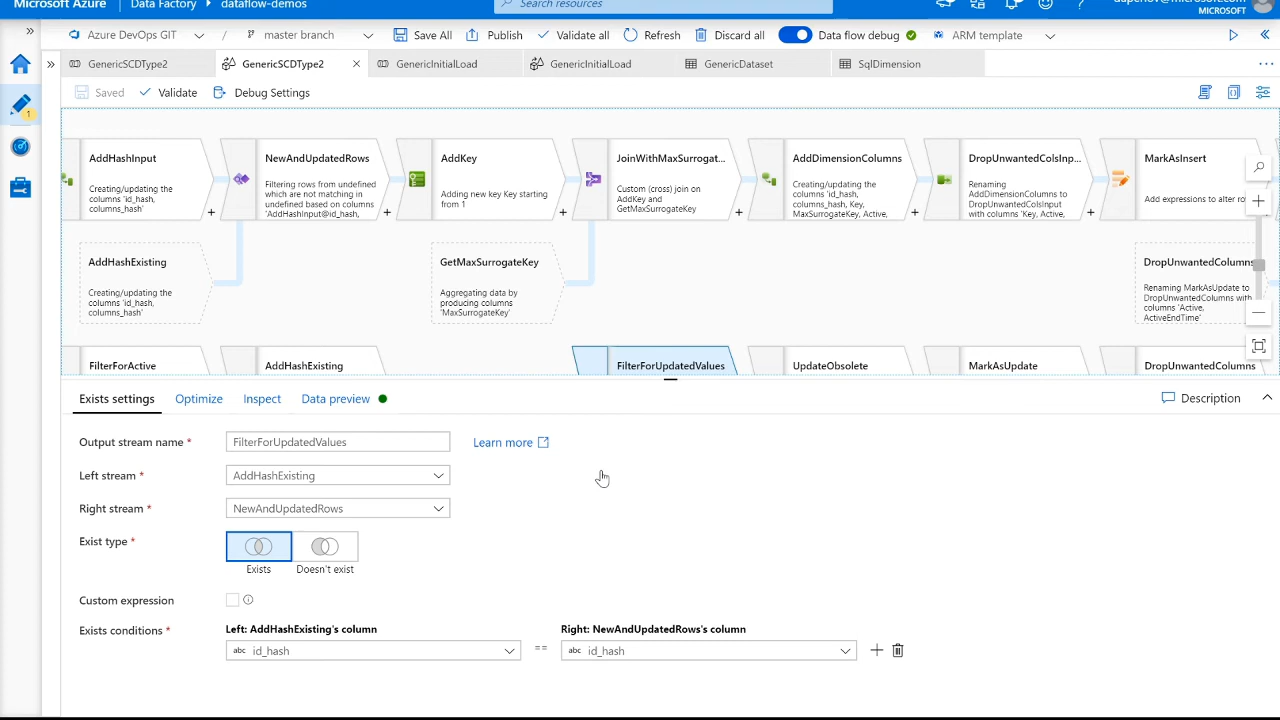 Microsoft Azure
Data Factory
dataflow-demos
Search resources
MICROSOFT
Azure DevOps GIT
master branch
Save All
Publish
Validate all
Refresh
Discard all
Data flow debug
ARM template
GenericSCDType2
GenericSCDType2
GenericInitialLoad
GenericInitialLoad
GenericDataset
SqlDimension
Saved
Validate
Debug Settings
1
AddHashInput
Creating/updating the
columns 'id_hash,
columns_hash'
NewAndUpdatedRows
Filtering rows from undefined
which are not matching in
undefined based on columns
'AddHashInput@id_hash,
AddKey
Adding new key Key starting
from 1
JoinWithMaxSurrogat...
Custom (cross) join on
AddKey and
GetMaxSurrogateKey
AddDimensionColumns
Creating/updating the
columns 'id_hash,
columns_hash, Key,
MaxSurrogateKey, Active,
DropUnwantedColsInp...
Renaming
AddDimensionColumns to
DropUnwantedColsInput
with columns 'Key, Active,
MarkAsInsert
Add expressions to alter ro
AddHashExisting
Creating/updating the
columns 'id_hash,
columns_hash'
GetMaxSurrogateKey
Aggregating data by
producing columns
'MaxSurrogateKey'
DropUnwantedColumns
Renaming MarkAsUpdate to
DropUnwantedColumns with
columns 'Active,
ActiveEndTime'
FilterForActive
AddHashExisting
FilterForUpdatedValues
UpdateObsolete
MarkAsUpdate
DropUnwantedColumns
Exists settings
Optimize
Inspect
Data preview
Description
Output stream name *
FilterForUpdatedValues
Learn more
Left stream *
AddHashExisting
Right stream *
NewAndUpdatedRows
Exist type *
Exists
Doesn't exist
Custom expression
Exists conditions *
Left: AddHashExisting's column
Right: NewAndUpdatedRows's column
abc id_hash
==
abc id_hash